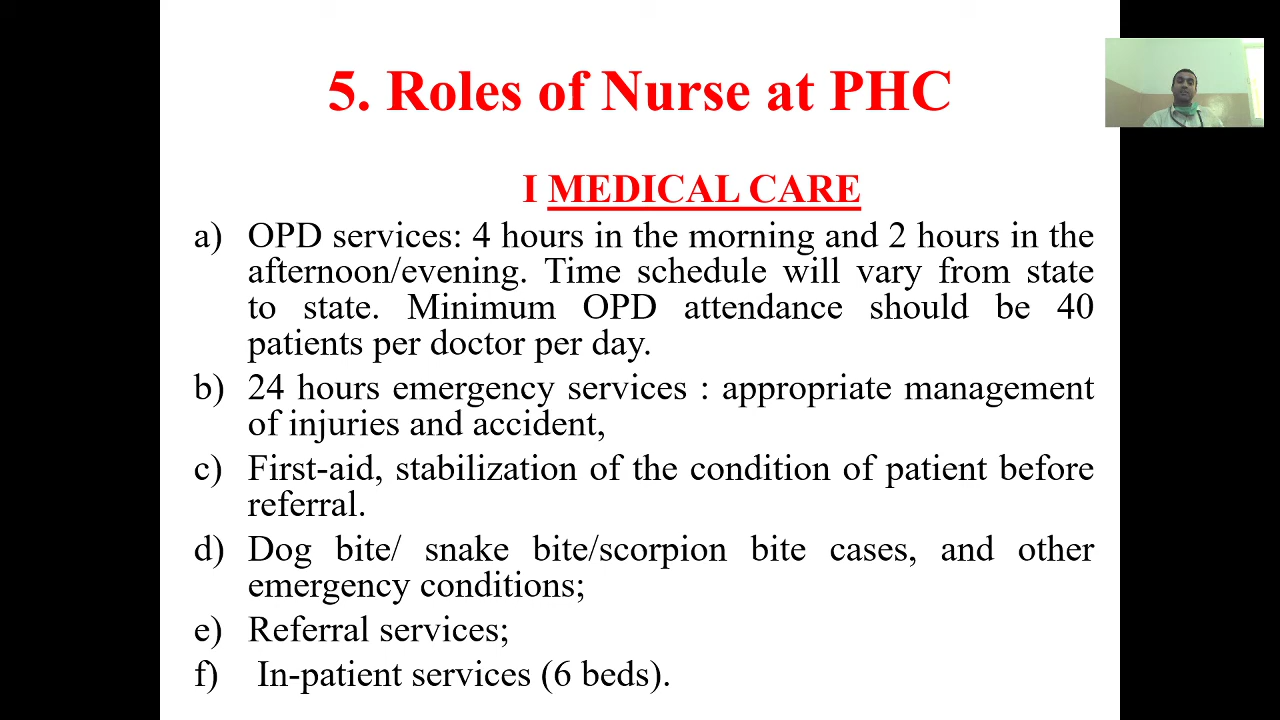 5. Roles of Nurse at PHC
I MEDICAL CARE
a) OPD services: 4 hours in the morning and 2 hours in the
afternoon/evening. Time schedule will vary from state
to state. Minimum OPD attendance should be 40
patients per doctor per day.
b) 24 hours emergency services : appropriate management
of injuries and accident,
c) First-aid, stabilization of the condition of patient before
referral.
d) Dog bite/ snake bite/scorpion bite cases, and other
emergency conditions;
e) Referral services;
f) In-patient services (6 beds).